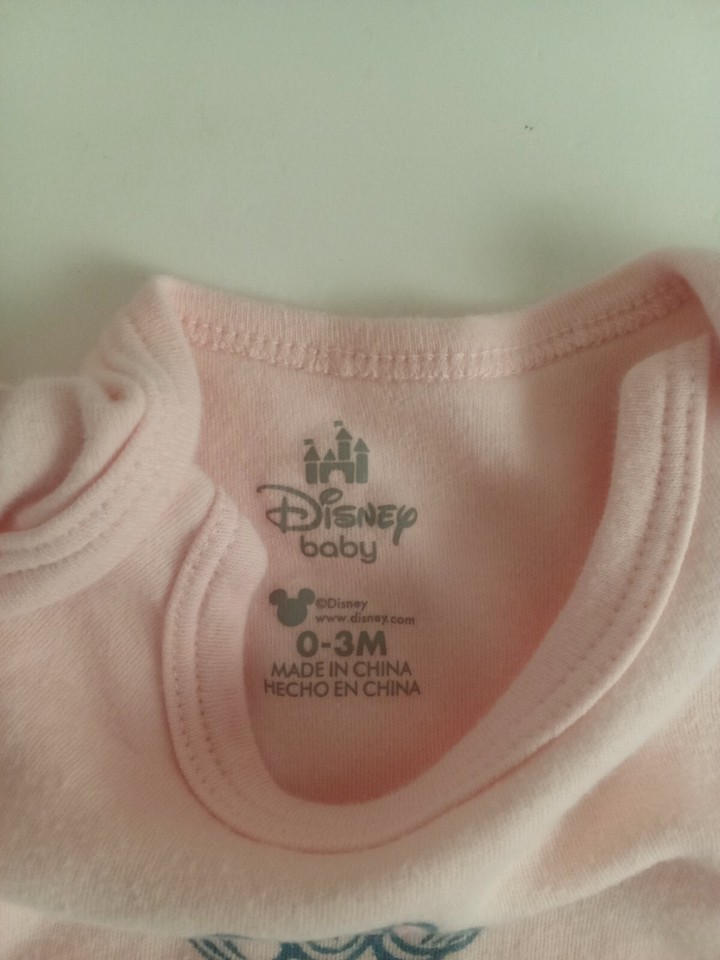 Disney
baby
©Disney
www.disney.com
0-3M
MADE IN CHINA
HECHO EN CHINA